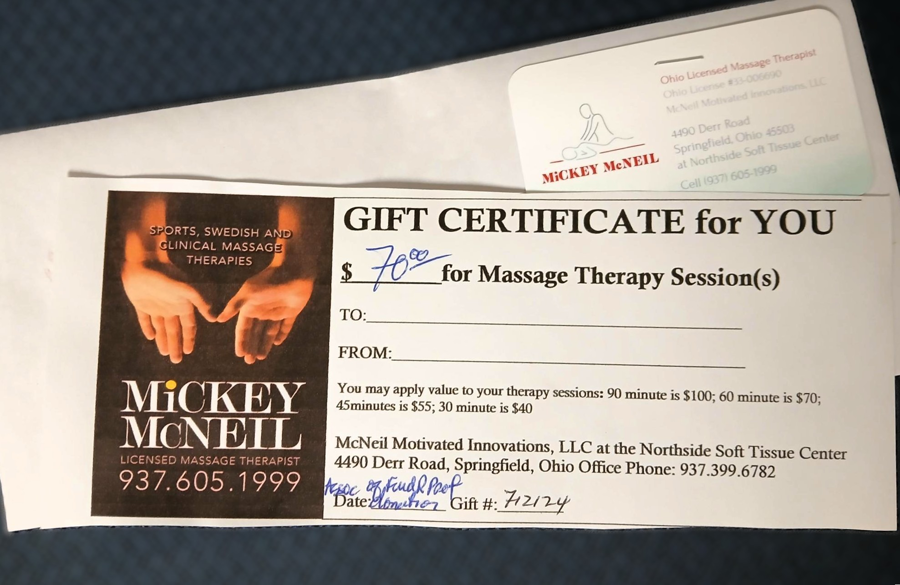 Ohio Licensed Massage Therapist
Ohio License #33-006690
McNeil Motivated Innovations, LLC
4490 Derr Road
Springfield, Ohio 45503
at Northside Soft Tissue Center
Cell (937) 605-1999
MiCKEY McNEIL
SPORTS, SWEDISH AND
CLINICAL MASSAGE
THERAPIES
MiCKEY
McNEIL
LICENSED MASSAGE THERAPIST
937.605.1999
GIFT CERTIFICATE for YOU
$ 70.00 for Massage Therapy Session(s)
TO:
FROM:
You may apply value to your therapy sessions: 90 minute is $100; 60 minute is $70;
45minutes is $55; 30 minute is $40
McNeil Motivated Innovations, LLC at the Northside Soft Tissue Center
4490 Derr Road, Springfield, Ohio Office Phone: 937.399.6782
Assoc of
Date: donation Gift #: 712124